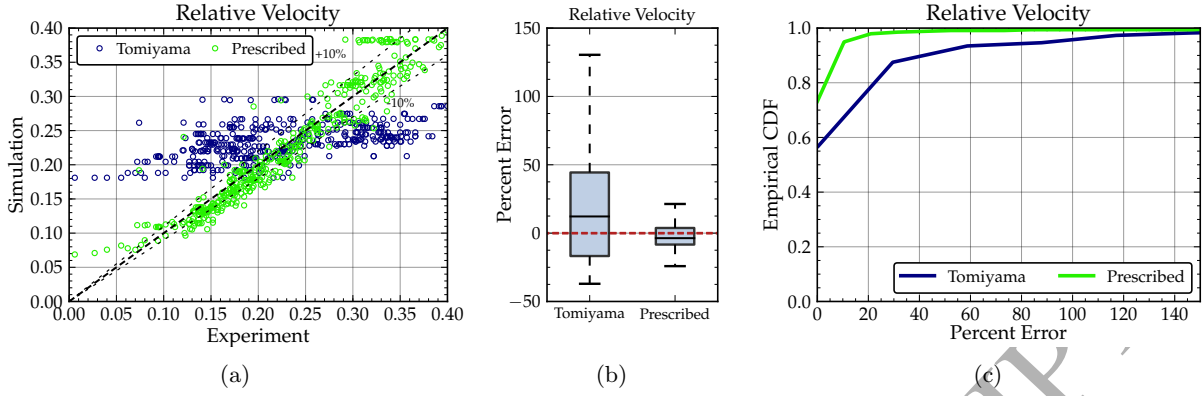 Relative Velocity
0.40
0.35
0.30
0.25
0.20
0.15
0.10
0.05
0.00
Simulation
Tomiyama
Prescribed
+10%
-10%
0.00 0.05 0.10 0.15 0.20 0.25 0.30 0.35 0.40
Experiment
(a)
Relative Velocity
150
100
50
0
−50
Percent Error
Tomiyama Prescribed
(b)
Relative Velocity
1.0
0.8
0.6
0.4
0.2
0.0
Empirical CDF
Tomiyama Prescribed
0 20 40 60 80 100 120 140
Percent Error
(c)